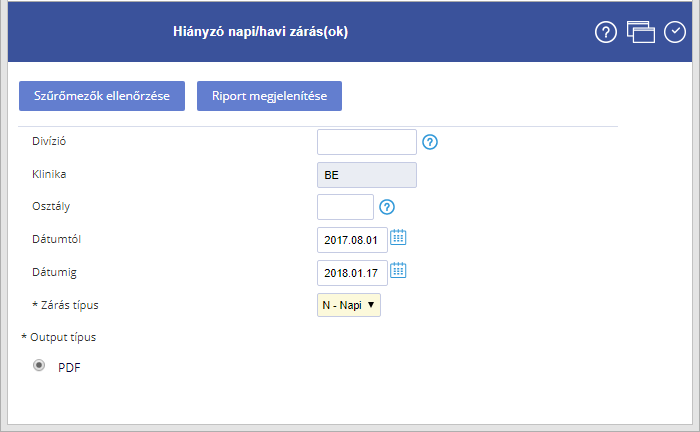 Hiányzó napi/havi zárás(ok)
Szűrőmezők ellenőrzése Riport megjelenítése
Divízió
Klinika BE
Osztály
Dátumtól 2017.08.01
Dátumig 2018.01.17
* Zárás típus N - Napi
* Output típus
PDF